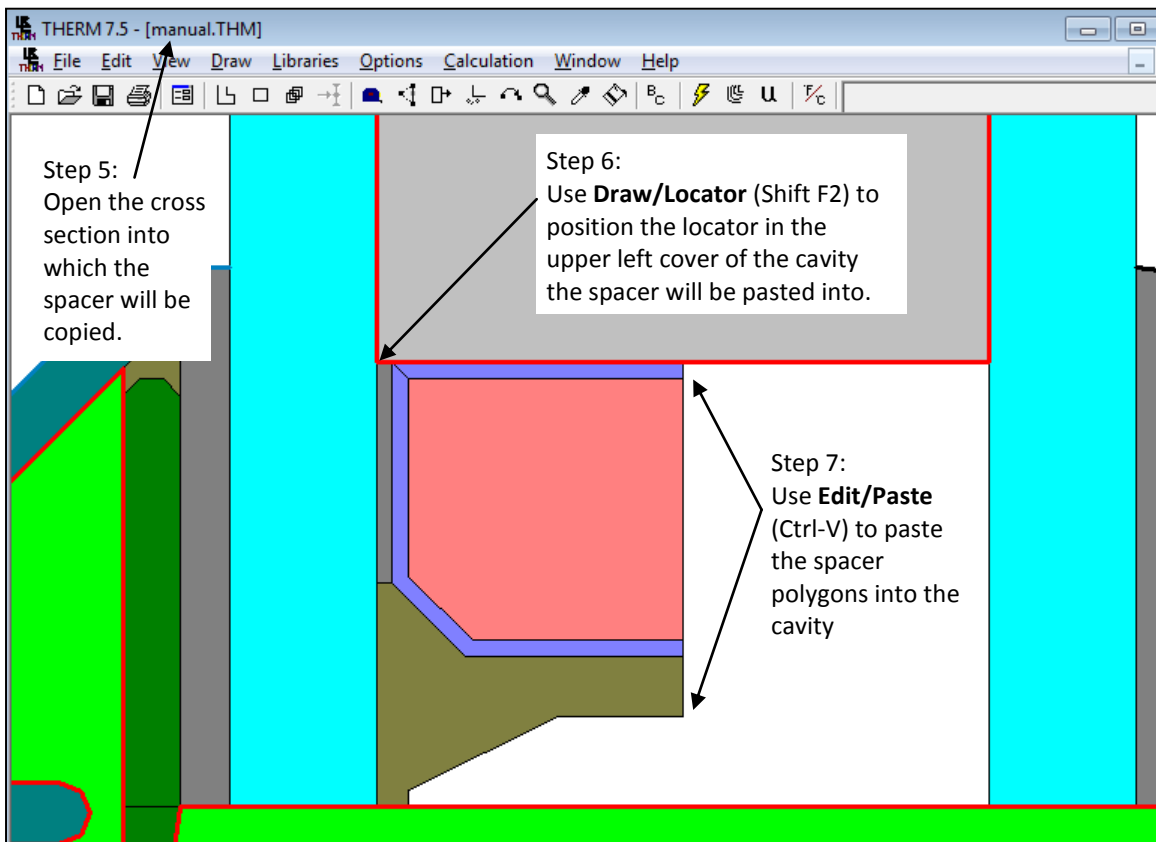 THERM 7.5 - [manual.THM]
File Edit View Draw Libraries Options Calculation Window Help
BC U F/C
Step 5:
Open the cross
section into
which the
spacer will be
copied.
Step 6:
Use Draw/Locator (Shift F2) to
position the locator in the
upper left cover of the cavity
the spacer will be pasted into.
Step 7:
Use Edit/Paste
(Ctrl-V) to paste
the spacer
polygons into the
cavity